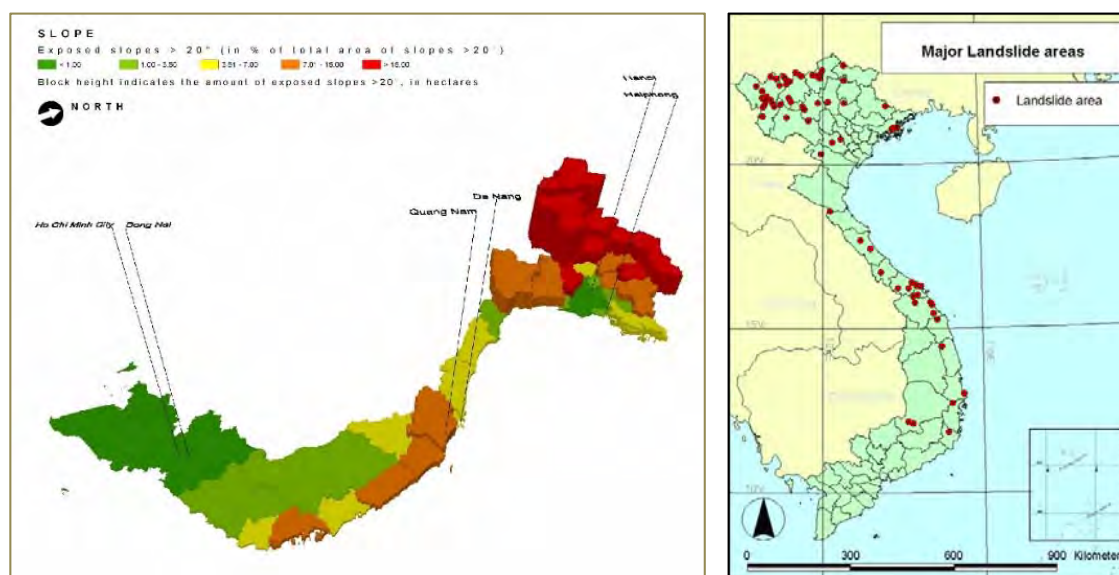 SLOPE
Exposed slopes > 20° (in % of total area of slopes >20°)
< 1.00
1.00 - 3.50
3.51 - 7.00
7.01 - 15.00
> 15.00
Block height indicates the amount of exposed slopes >20°, in hectares
NORTH
Hanoi
Haiphong
Da Nang
Quang Nam
Ho Chi Minh City
Dong Nai
Major Landslide areas
Landslide area
0 300 600 900 Kilometer